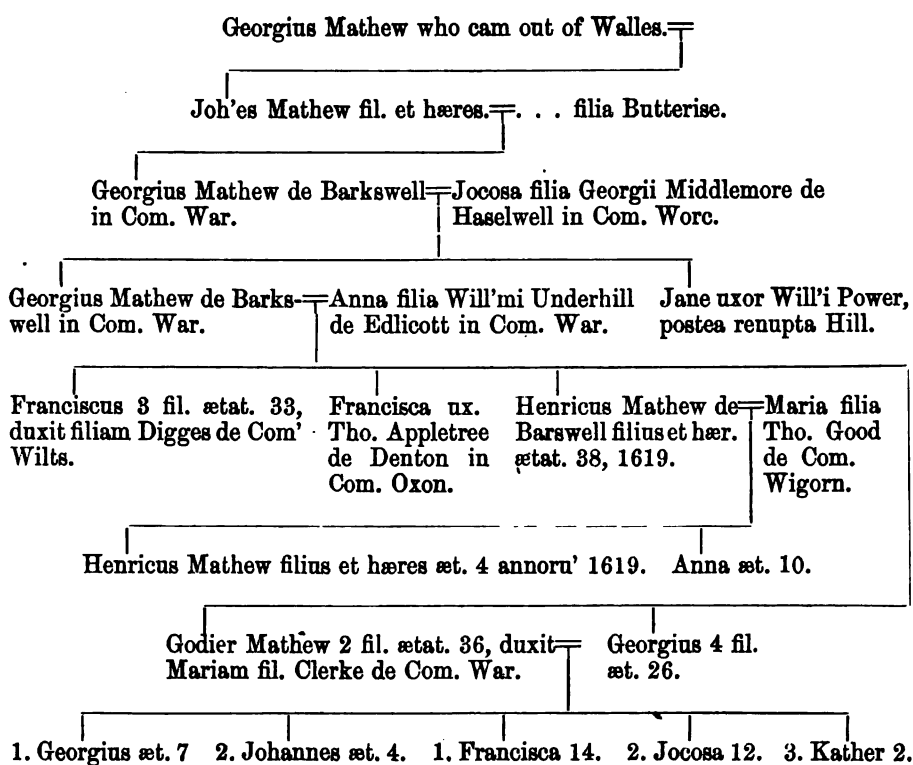 Georgius Mathew who cam out of Walles.
Joh'es Mathew fil. et hæres. . . . filia Butterise.
Georgius Mathew de Barkswell
in Com. War.
Jocosa filia Georgii Middlemore de
Haselwell in Com. Worc.
Georgius Mathew de Barks-
well in Com. War.
Anna filia Will'mi Underhill
de Edlicott in Com. War.
Jane uxor Will'i Power,
postea renupta Hill.
Franciscus 3 fil. ætat. 33,
duxit filiam Digges de Com'
Wilts.
Francisca ux.
Tho. Appletree
de Denton in
Com. Oxon.
Henricus Mathew de
Barswell filius et hær.
ætat. 38, 1619.
Maria filia
Tho. Good
de Com.
Wigorn.
Henricus Mathew filius et hæres æt. 4 annoru' 1619.
Anna æt. 10.
Godier Mathew 2 fil. ætat. 36, duxit
Mariam fil. Clerke de Com. War.
Georgius 4 fil.
æt. 26.
1. Georgius æt. 7 2. Johannes æt. 4. 1. Francisca 14. 2. Jocosa 12. 3. Kather 2.